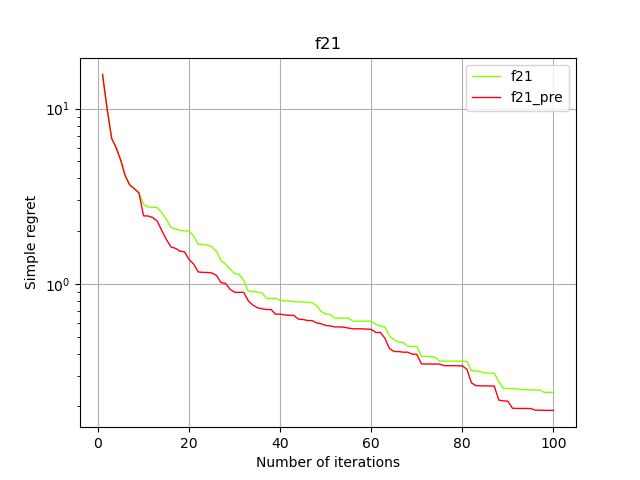 f21
f21
f21_pre
Simple regret
10¹
10⁰
0 20 40 60 80 100
Number of iterations